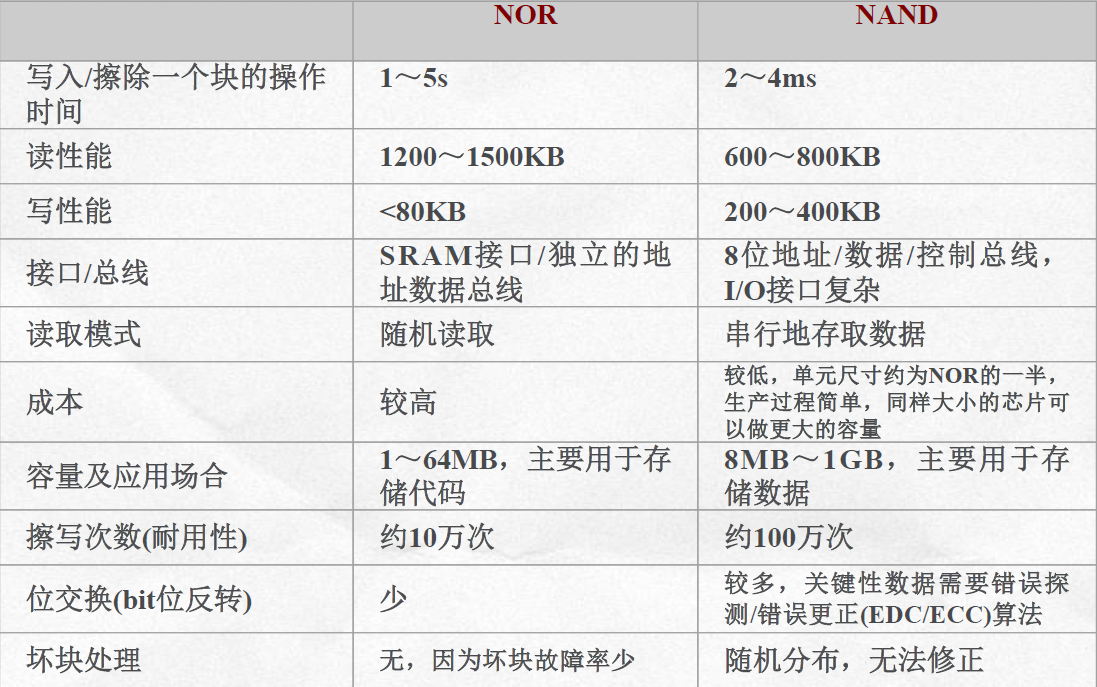 NOR
NAND
写入/擦除一个块的操作
时间
1～5s
2～4ms
读性能
1200～1500KB
600～800KB
写性能
<80KB
200～400KB
接口/总线
SRAM接口/独立的地
址数据总线
8位地址/数据/控制总线，
I/O接口复杂
读取模式
随机读取
串行地存取数据
成本
较高
较低，单元尺寸约为NOR的一半，
生产过程简单，同样大小的芯片可
以做更大的容量
容量及应用场合
1～64MB，主要用于存
储代码
8MB～1GB，主要用于存
储数据
擦写次数(耐用性)
约10万次
约100万次
位交换(bit位反转)
少
较多，关键性数据需要错误探
测/错误更正(EDC/ECC)算法
坏块处理
无，因为坏块故障率少
随机分布，无法修正